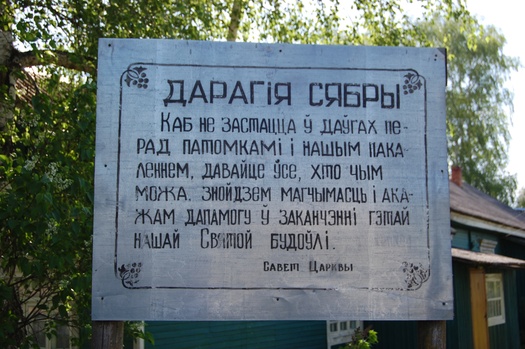 ДАРАГІЯ СЯБРЫ
Каб не застацца ў даўгах пе-
рад патомкамі і нашым пака-
леннем, давайце ўсе, хто чым
можа. знойдзем магчымасць і ака-
жам дапамогу ў заканчэнні гэтай
нашай Святой будоўлі.
Савет Царквы